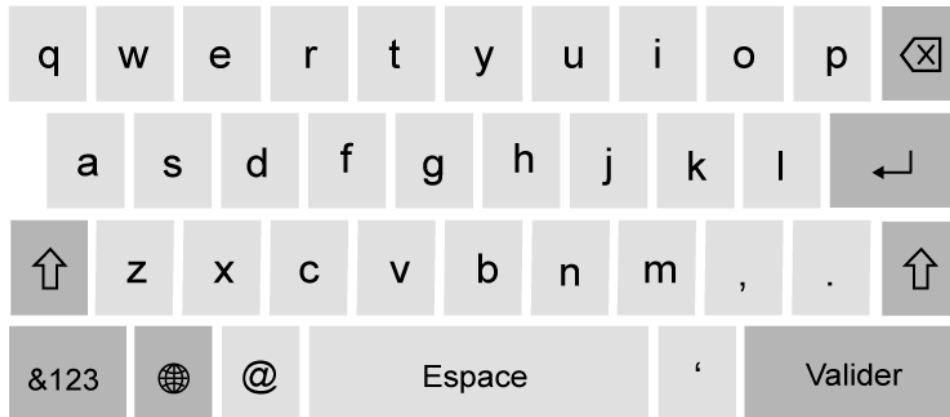 q w e r t y u i o p
a s d f g h j k l
z x c v b n m , .
&123 @ Espace ‘ Valider